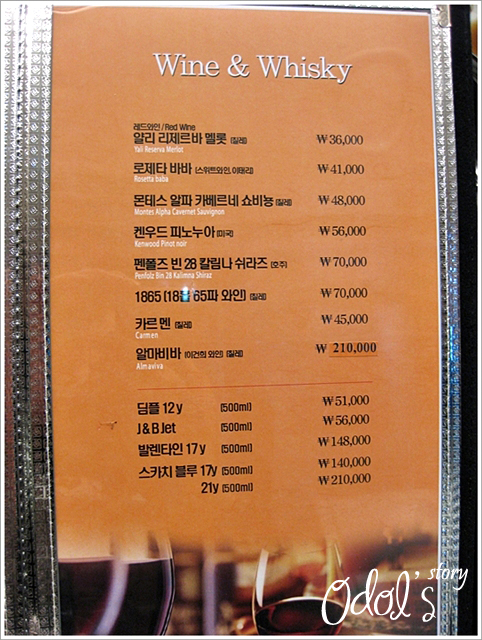 Wine & Whisky
레드와인 / Red Wine
얄리 리제르바 멜롯 (칠레) ₩36,000
Yali Reserva Merlot
로제타 바바 (스위트와인, 이태리) ₩41,000
Rosetta baba
몬테스 알파 카베르네 쇼비뇽 (칠레) ₩48,000
Montes Alpha Cavernet Sauvignon
켄우드 피노누아 (미국) ₩56,000
Kenwood Pinot noir
펜폴즈 빈 28 칼림나 쉬라즈 (호주) ₩70,000
Penfolz Bin 28 Kalimna Shiraz
1865 (18홀 65파 와인) (칠레) ₩70,000
카르멘 (칠레) ₩45,000
Carmen
알마비바 (이건희 와인) (칠레) ₩ 210,000
Almaviva
딤플 12 y (500ml) ₩51,000
J & B Jet (500ml) ₩56,000
발렌타인 17 y (500ml) ₩148,000
스카치 블루 17y (500ml) ₩140,000
21y (500ml) ₩210,000
Odol's story